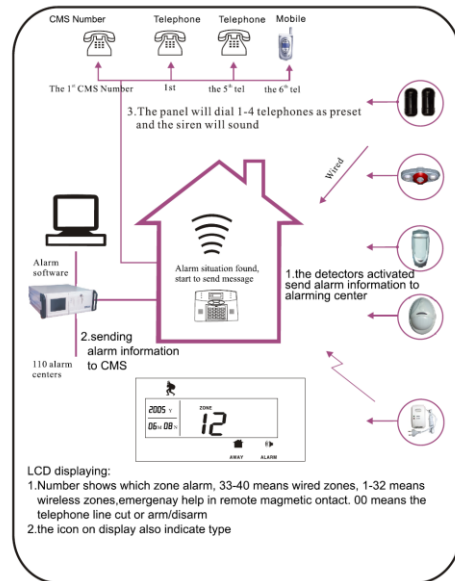 CMS Number
Telephone
Telephone
Mobile
The 1st CMS Number
1st
the 5th tel
the 6th tel
3.The panel will dial 1-4 telephones as preset
and the siren will sound
Wired
Alarm
software
Alarm situation found,
start to send message
1.the detectors activated
send alarm information to
alarming center
2.sending
alarm information
to CMS
110 alarm
centers
2005 Y
06M 08D
ZONE
12
AWAY
ALARM
LCD displaying:
1.Number shows which zone alarm, 33-40 means wired zones, 1-32 means
wireless zones,emergenay help in remote magmetic ontact. 00 means the
telephone line cut or arm/disarm
2.the icon on display also indicate type